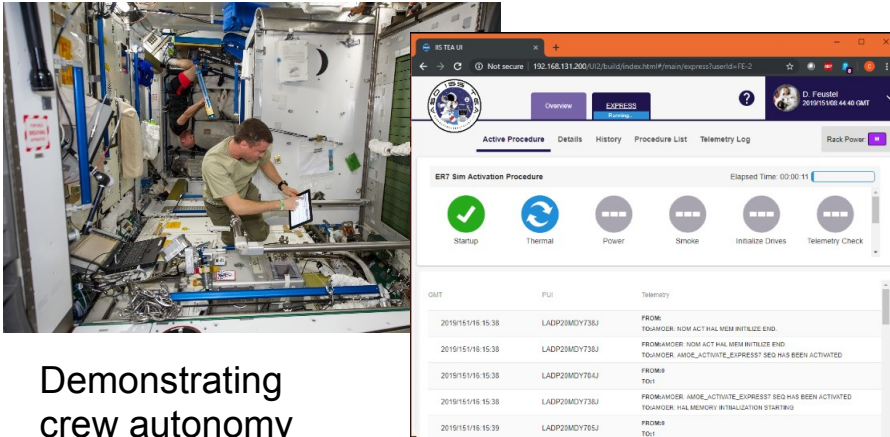 IIS TEA UI
Not secure | 192.168.131.200/UI2/build/index.html#/main/express?userId=FE-2
Overview
EXPRESS
Running..
?
D. Feustel
2019/151/08:44:40 GMT
Active Procedure Details History Procedure List Telemetry Log
Rack Power:
ER7 Sim Activation Procedure
Elapsed Time: 00:00:11
Startup Thermal Power Smoke Initialize Drives Telemetry Check
GMT PUI Telemetry
FROM:
2019/151/16:15:38 LADP20MDY738J
TO:AMOER: NOM ACT HAL MEM INITILIZE END.
FROM:AMOER: NOM ACT HAL MEM INITILIZE END.
2019/151/16:15:38 LADP20MDY738J
TO:AMOER, AMOE_ACTIVATE_EXPRESS7 SEQ HAS BEEN ACTIVATED
FROM:0
2019/151/16:15:38 LADP20MDY704J
TO:1
FROM:AMOER, AMOE_ACTIVATE_EXPRESS7 SEQ HAS BEEN ACTIVATED
2019/151/16:15:38 LADP20MDY738J
TO:AMOER: HAL MEMORY INTIIALIZATION STARTING
FROM:0
2019/151/16:15:39 LADP20MDY705J
TO:1
Demonstrating
crew autonomy